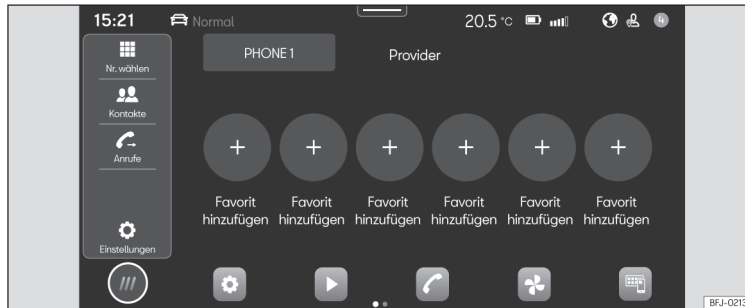 15:21 Normal 20.5 °C 4
PHONE 1 Provider
Nr. wählen
Kontakte
Anrufe
Einstellungen
Favorit Favorit Favorit Favorit Favorit Favorit
hinzufügen hinzufügen hinzufügen hinzufügen hinzufügen hinzufügen
BFJ-0213